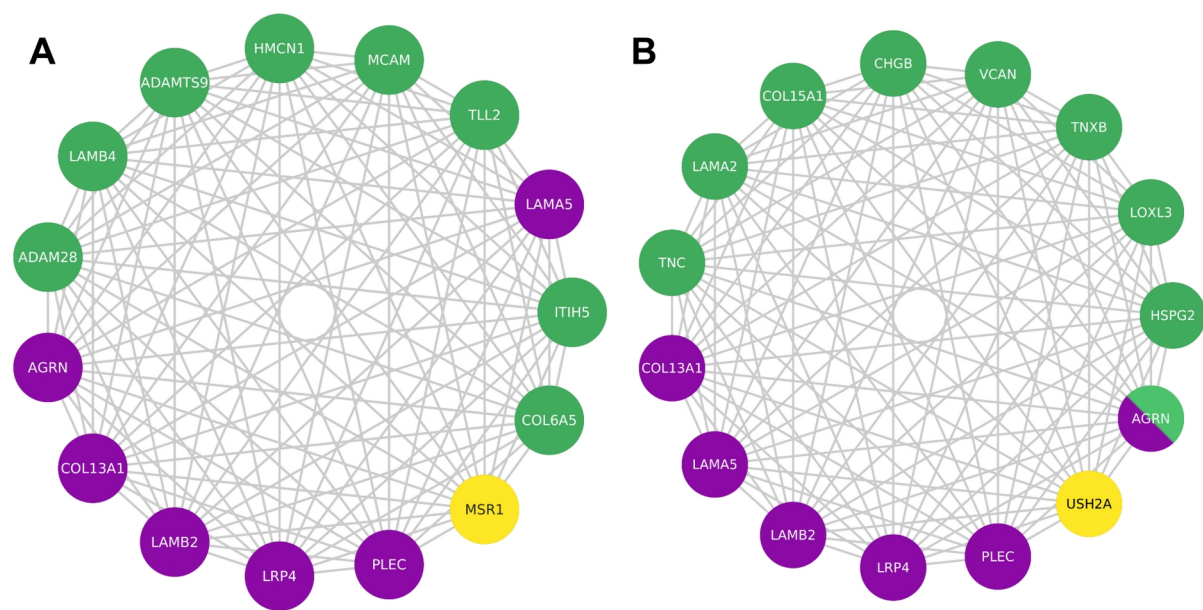 A
HMCN1
MCAM
ADAMTS9
TLL2
LAMB4
LAMA5
ADAM28
ITIH5
AGRN
COL6A5
COL13A1
MSR1
LAMB2
PLEC
LRP4
B
CHGB
VCAN
COL15A1
TNXB
LAMA2
LOXL3
TNC
HSPG2
COL13A1
AGRN
LAMA5
USH2A
LAMB2
PLEC
LRP4